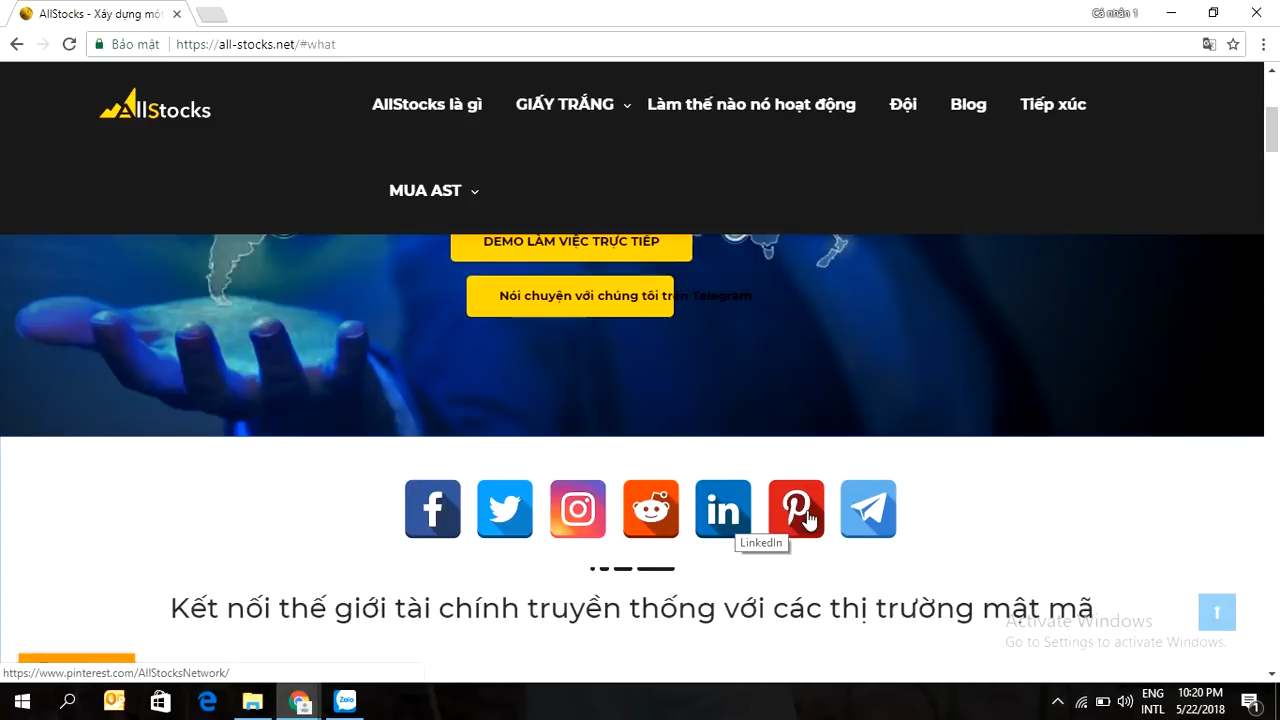 AllStocks - Xây dựng mộ
Cá nhân 1
Bảo mật
https://all-stocks.net/#what
AllStocks
AllStocks là gì
GIẤY TRẮNG
Làm thế nào nó hoạt động
Đội
Blog
Tiếp xúc
MUA AST
DEMO LÀM VIỆC TRỰC TIẾP
Nói chuyện với chúng tôi trên Telegram
in
LinkedIn
Kết nối thế giới tài chính truyền thống với các thị trường mật mã
Activate Windows
Go to Settings to activate Windows.
https://www.pinterest.com/AllStocksNetwork/
Zalo
ENG
INTL
10:20 PM
5/22/2018
1